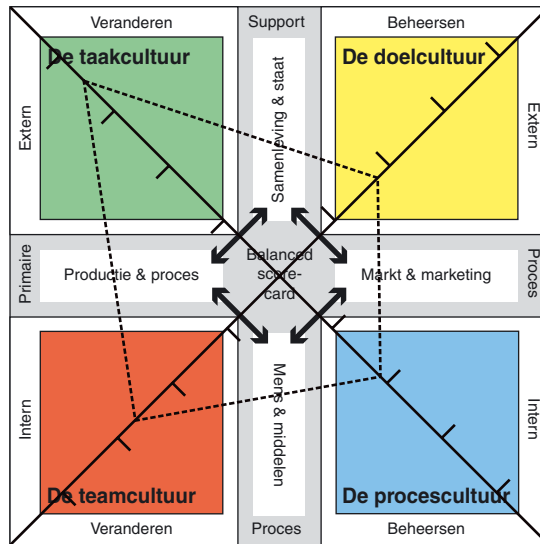 Veranderen
Support
Beheersen
De taakcultuur
De doelcultuur
Extern
Samenleving & staat
Extern
Primaire
Productie & proces
Balanced
score-
card
Markt & marketing
Proces
Intern
Mens & middelen
Intern
De teamcultuur
De procescultuur
Veranderen
Proces
Beheersen